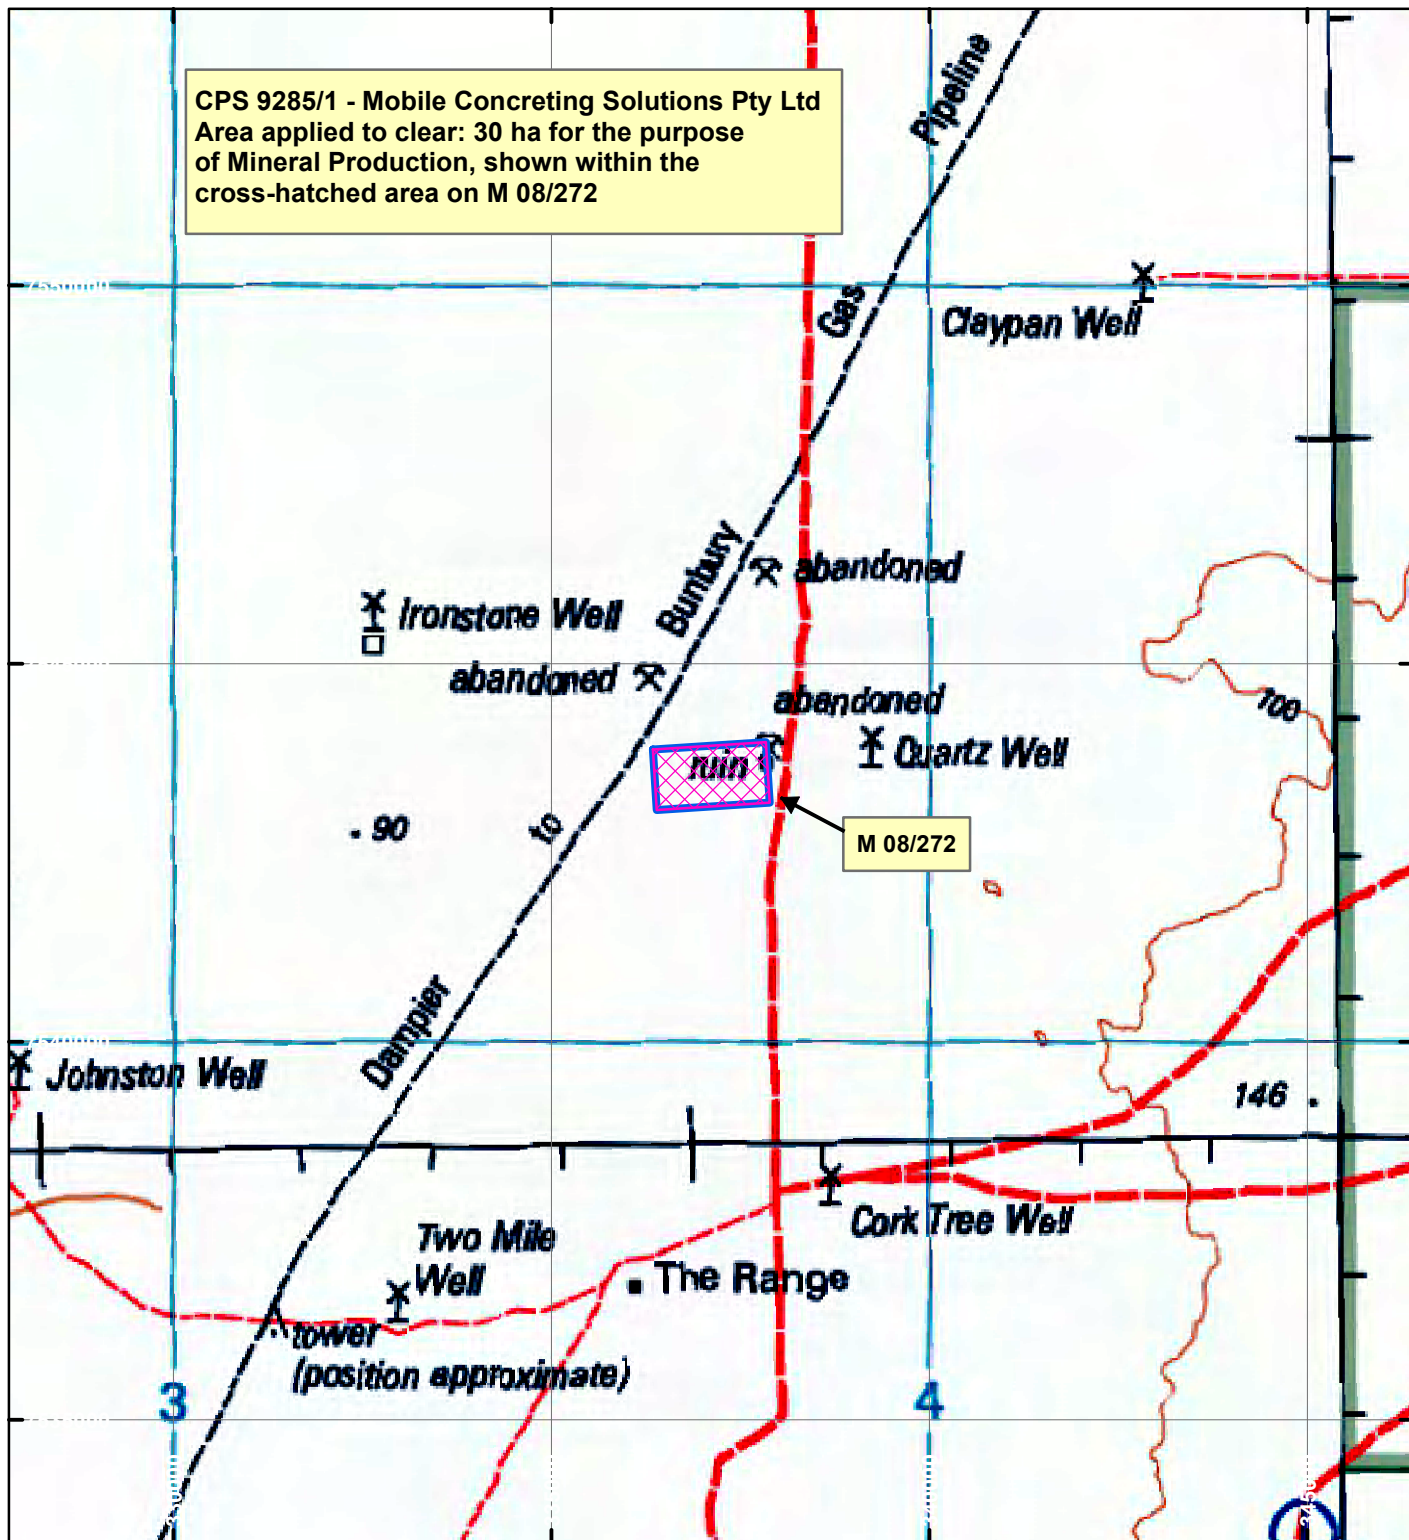 CPS 9285/1 - Mobile Concreting Solutions Pty Ltd
Area applied to clear: 30 ha for the purpose
of Mineral Production, shown within the
cross-hatched area on M 08/272
Pipeline
Gas
Claypan Well
Bunbury
abandoned
Ironstone Well
abandoned
abandoned
700
Quartz Well
ruin
M 08/272
90
to
Dampier
Johnston Well
146
Cork Tree Well
Two Mile
Well
The Range
tower
(position approximate)
3
4